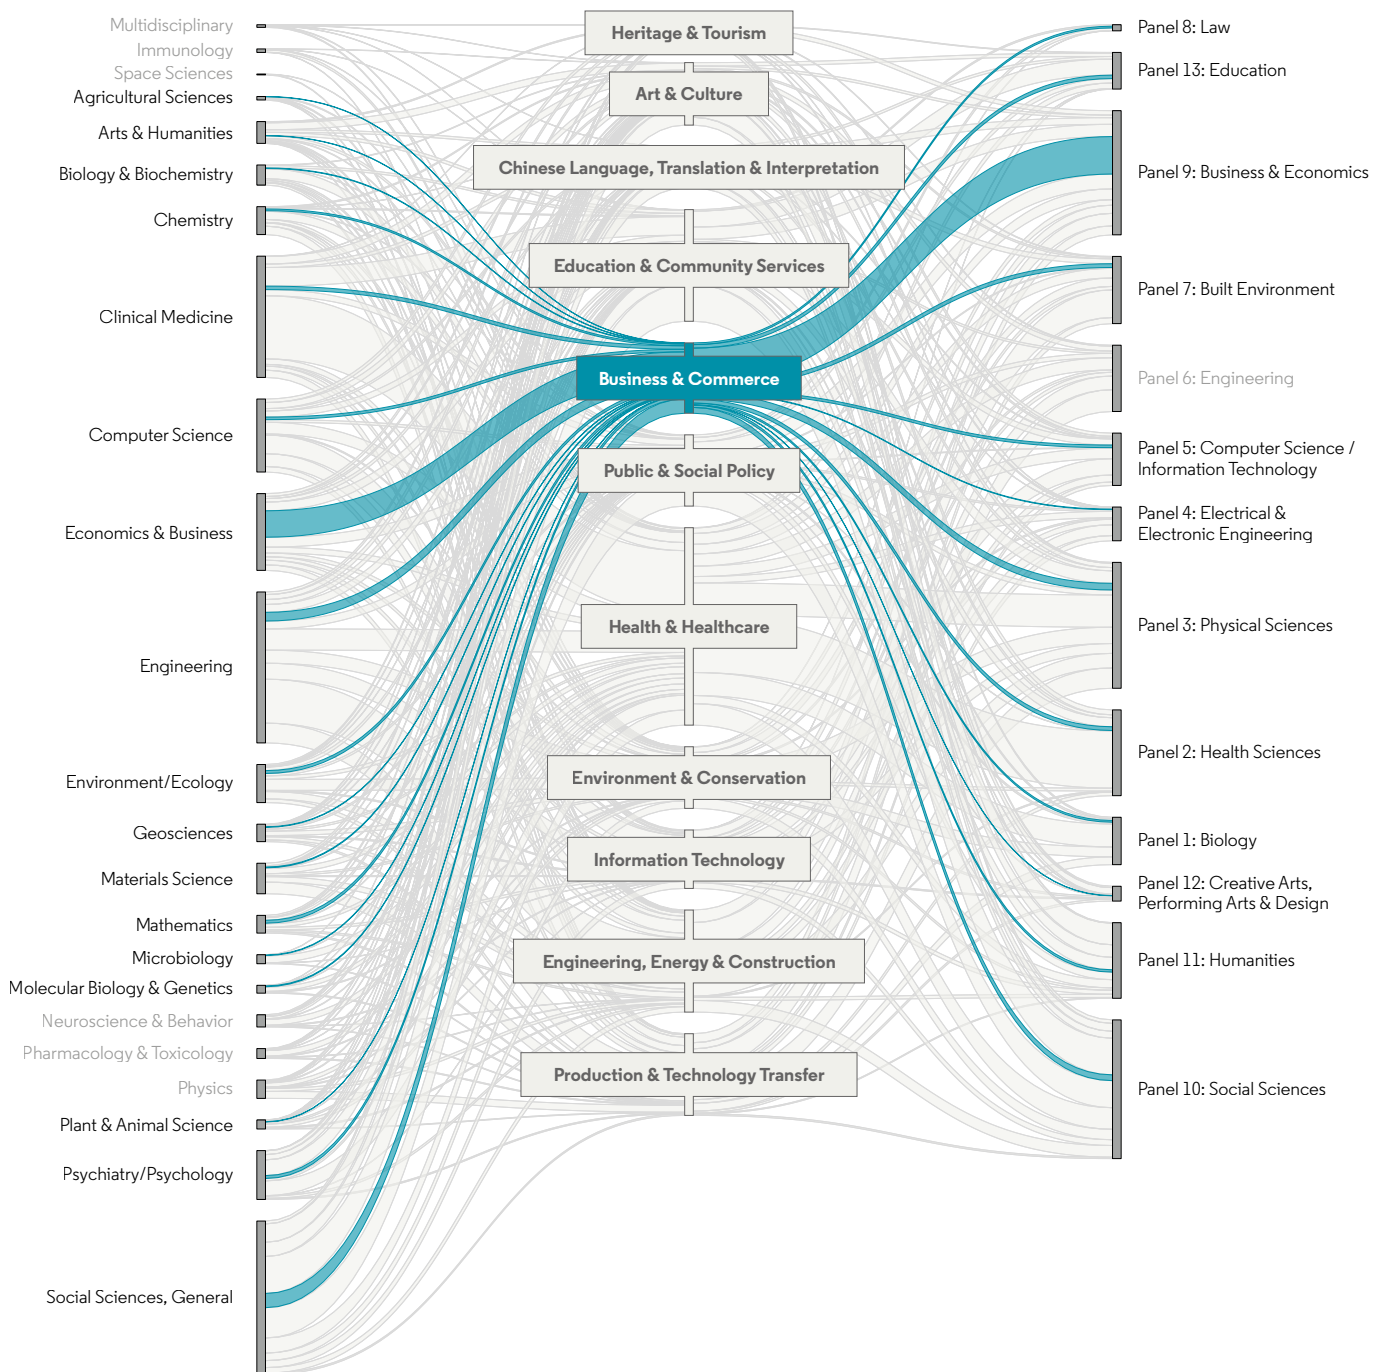 Multidisciplinary
Immunology
Space Sciences
Agricultural Sciences
Arts & Humanities
Biology & Biochemistry
Chemistry
Clinical Medicine
Computer Science
Economics & Business
Engineering
Environment/Ecology
Geosciences
Materials Science
Mathematics
Microbiology
Molecular Biology & Genetics
Neuroscience & Behavior
Pharmacology & Toxicology
Physics
Plant & Animal Science
Psychiatry/Psychology
Social Sciences, General
Heritage & Tourism
Art & Culture
Chinese Language, Translation & Interpretation
Education & Community Services
Business & Commerce
Public & Social Policy
Health & Healthcare
Environment & Conservation
Information Technology
Engineering, Energy & Construction
Production & Technology Transfer
Panel 8: Law
Panel 13: Education
Panel 9: Business & Economics
Panel 7: Built Environment
Panel 6: Engineering
Panel 5: Computer Science /
Information Technology
Panel 4: Electrical &
Electronic Engineering
Panel 3: Physical Sciences
Panel 2: Health Sciences
Panel 1: Biology
Panel 12: Creative Arts,
Performing Arts & Design
Panel 11: Humanities
Panel 10: Social Sciences